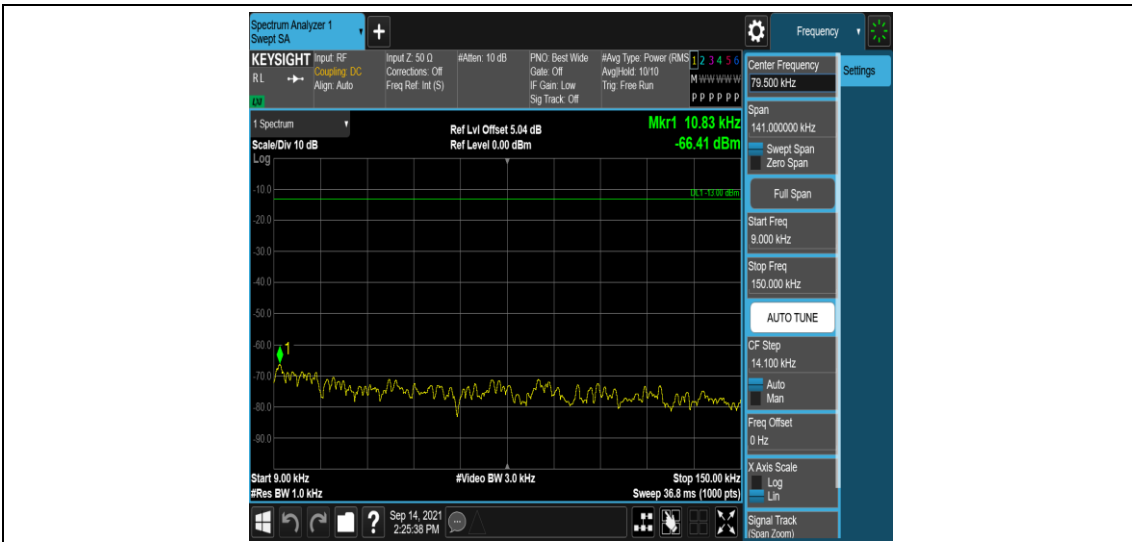 Spectrum Analyzer 1
Swept SA
+
Frequency
KEYSIGHT
RL
LXI
Input: RF
Coupling: DC
Align: Auto
Input Z: 50 Ω
Corrections: Off
Freq Ref: Int (S)
#Atten: 10 dB
PNO: Best Wide
Gate: Off
IF Gain: Low
Sig Track: Off
#Avg Type: Power (RMS
Avg|Hold: 10/10
Trig: Free Run
1 2 3 4 5 6
M W W W W W
P P P P P P
Center Frequency
79.500 kHz
Settings
Span
141.000000 kHz
Swept Span
Zero Span
Full Span
Start Freq
9.000 kHz
Stop Freq
150.000 kHz
AUTO TUNE
CF Step
14.100 kHz
Auto
Man
Freq Offset
0 Hz
X Axis Scale
Log
Lin
Signal Track
(Span Zoom)
1 Spectrum
Scale/Div 10 dB
Log
Ref Lvl Offset 5.04 dB
Ref Level 0.00 dBm
Mkr1 10.83 kHz
-66.41 dBm
DL1 -13.00 dBm
-10.0
-20.0
-30.0
-40.0
-50.0
-60.0
1
-70.0
-80.0
-90.0
Start 9.00 kHz
#Video BW 3.0 kHz
Stop 150.00 kHz
#Res BW 1.0 kHz
Sweep 36.8 ms (1000 pts)
?
Sep 14, 2021
2:25:38 PM